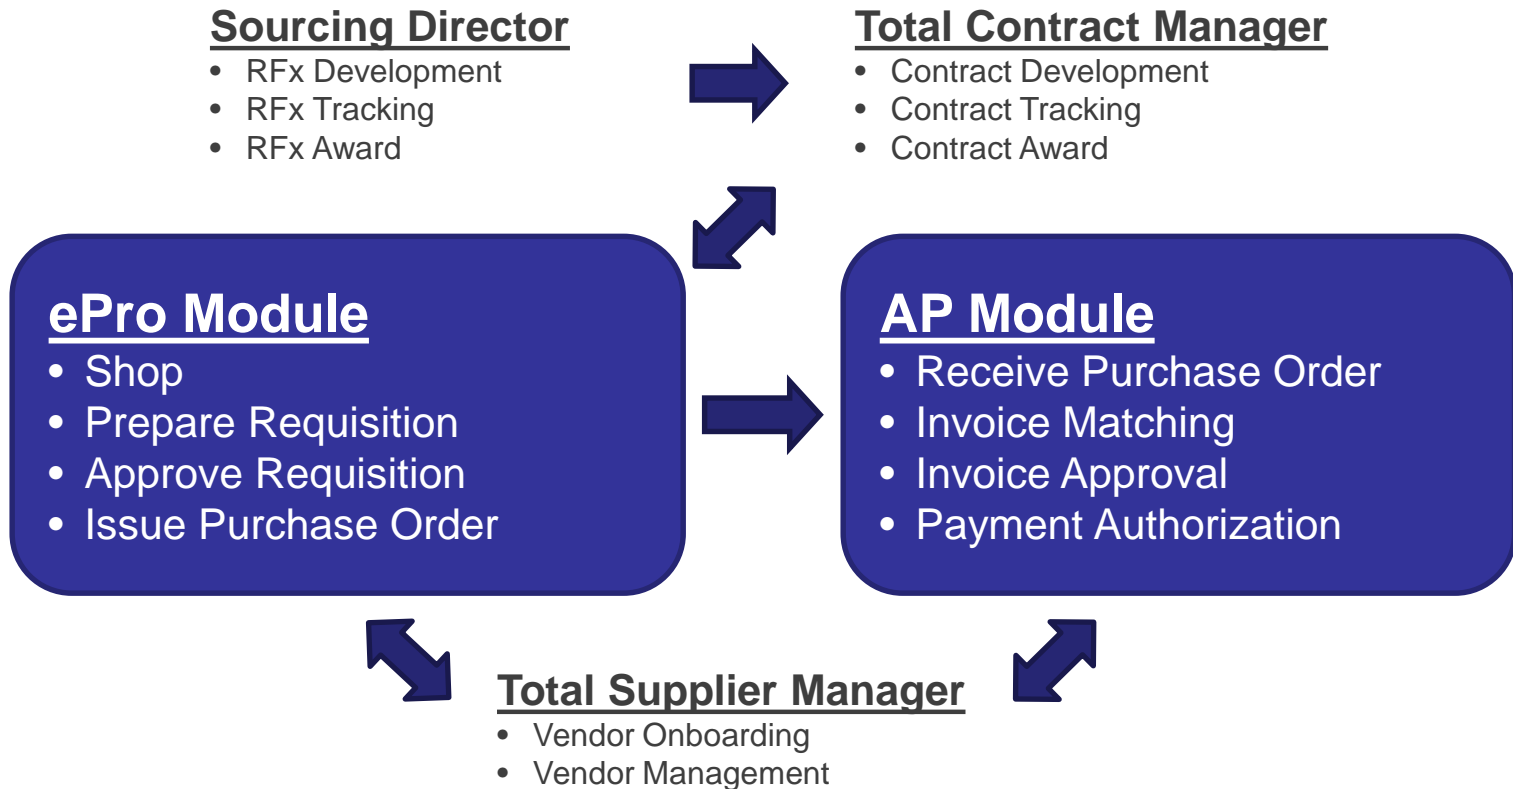 Sourcing Director
• RFx Development
• RFx Tracking
• RFx Award
Total Contract Manager
• Contract Development
• Contract Tracking
• Contract Award
ePro Module
• Shop
• Prepare Requisition
• Approve Requisition
• Issue Purchase Order
AP Module
• Receive Purchase Order
• Invoice Matching
• Invoice Approval
• Payment Authorization
Total Supplier Manager
• Vendor Onboarding
• Vendor Management